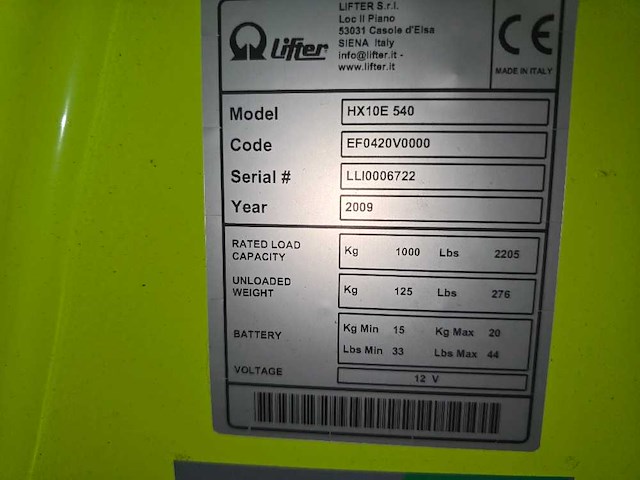 LIFTER S.r.l.
Loc Il Piano
53031 Casole d'Elsa
SIENA Italy
info@lifter.it -
www.lifter.it
Lifter
CE
MADE IN ITALY
Model HX10E 540
Code EF0420V0000
Serial # LLI0006722
Year 2009
RATED LOAD CAPACITY Kg 1000 Lbs 2205
UNLOADED WEIGHT Kg 125 Lbs 276
BATTERY Kg Min 15 Kg Max 20
Lbs Min 33 Lbs Max 44
VOLTAGE 12 V